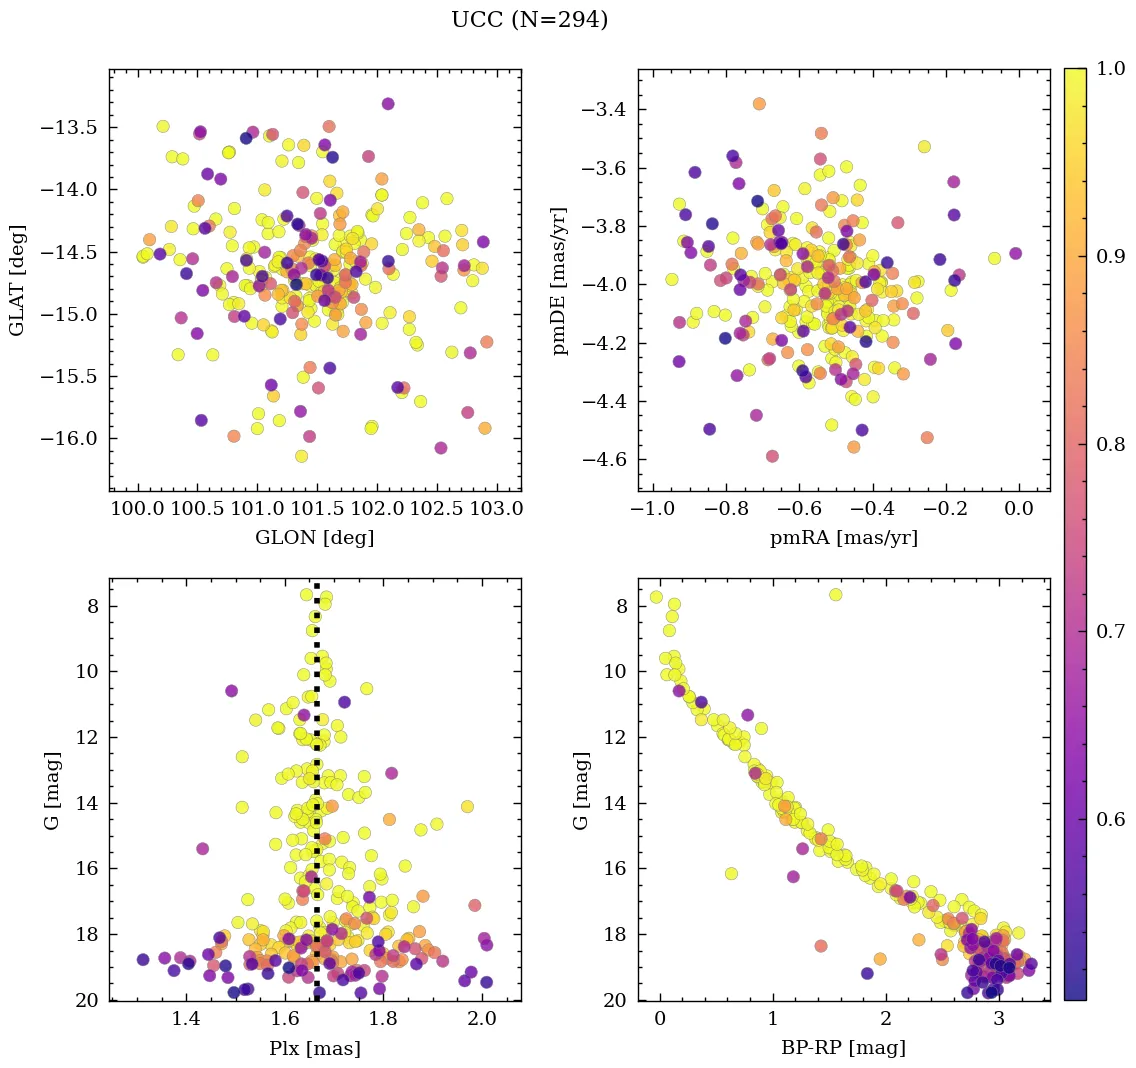 UCC (N=294)
−13.5
−14.0
−14.5
−15.0
−15.5
−16.0
GLAT [deg]
100.0 100.5 101.0 101.5 102.0 102.5 103.0
GLON [deg]
−3.4
−3.6
−3.8
−4.0
−4.2
−4.4
−4.6
pmDE [mas/yr]
−1.0 −0.8 −0.6 −0.4 −0.2 0.0
pmRA [mas/yr]
1.0
0.9
0.8
0.7
0.6
8
10
12
14
16
18
20
G [mag]
1.4 1.6 1.8 2.0
Plx [mas]
8
10
12
14
16
18
20
G [mag]
0 1 2 3
BP-RP [mag]